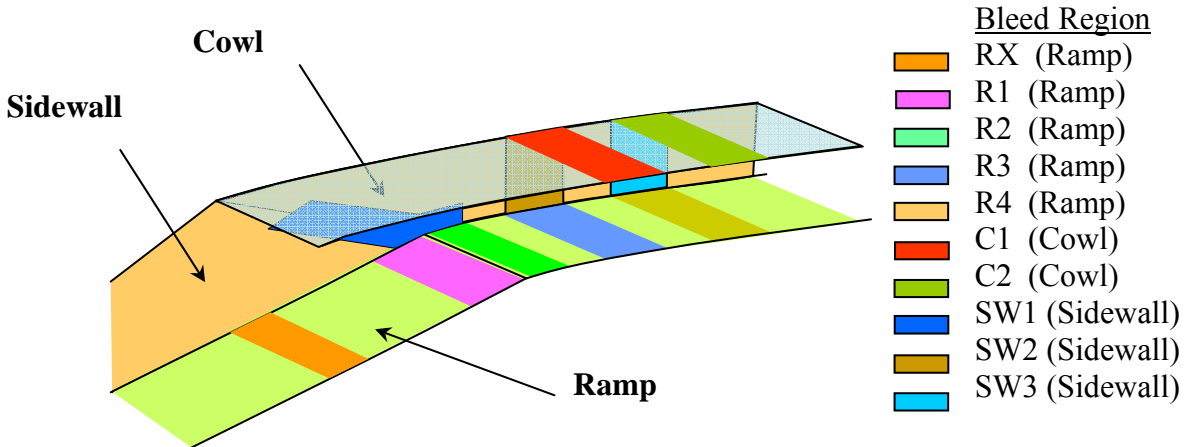 Cowl
Sidewall
Ramp
Bleed Region
RX (Ramp)
R1 (Ramp)
R2 (Ramp)
R3 (Ramp)
R4 (Ramp)
C1 (Cowl)
C2 (Cowl)
SW1 (Sidewall)
SW2 (Sidewall)
SW3 (Sidewall)